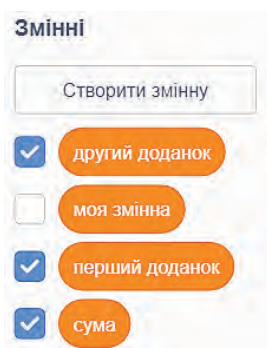 Змінні
Створити змінну
другий доданок
моя змінна
перший доданок
сума